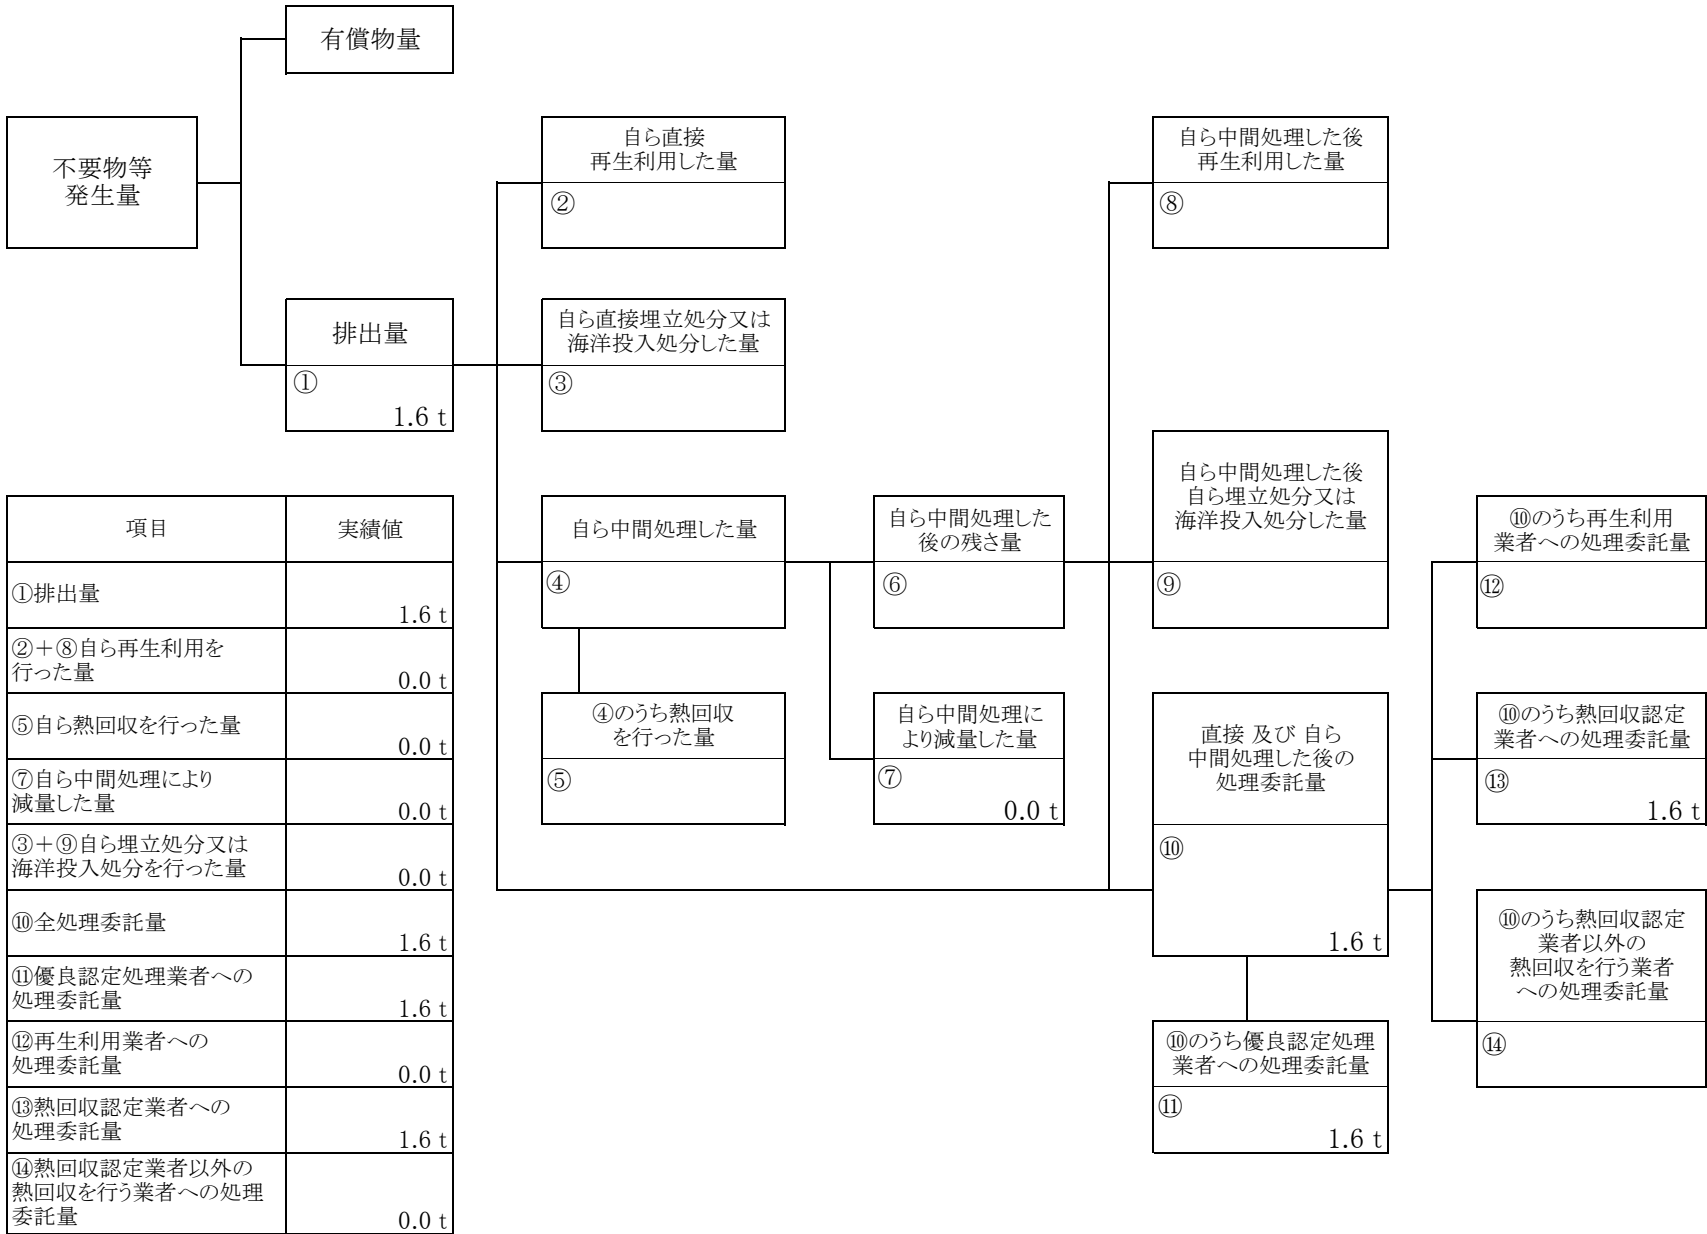 有償物量
不要物等
発生量
自ら直接
再生利用した量
②
自ら中間処理した後
再生利用した量
⑧
排出量
①
1.6 t
自ら直接埋立処分又は
海洋投入処分した量
③
自ら中間処理した量
④
自ら中間処理した
後の残さ量
⑥
自ら中間処理した後
自ら埋立処分又は
海洋投入処分した量
⑨
⑩のうち再生利用
業者への処理委託量
⑫
④のうち熱回収
を行った量
⑤
自ら中間処理に
より減量した量
⑦
0.0 t
直接 及び 自ら
中間処理した後の
処理委託量
⑩
1.6 t
⑩のうち熱回収認定
業者への処理委託量
⑬
1.6 t
⑩のうち熱回収認定
業者以外の
熱回収を行う業者
への処理委託量
⑭
⑩のうち優良認定処理
業者への処理委託量
⑪
1.6 t
項目 実績値
①排出量
1.6 t
②＋⑧自ら再生利用を
行った量
0.0 t
⑤自ら熱回収を行った量
0.0 t
⑦自ら中間処理により
減量した量
0.0 t
③＋⑨自ら埋立処分又は
海洋投入処分を行った量
0.0 t
⑩全処理委託量
1.6 t
⑪優良認定処理業者への
処理委託量
1.6 t
⑫再生利用業者への
処理委託量
0.0 t
⑬熱回収認定業者への
処理委託量
1.6 t
⑭熱回収認定業者以外の
熱回収を行う業者への処理
委託量
0.0 t